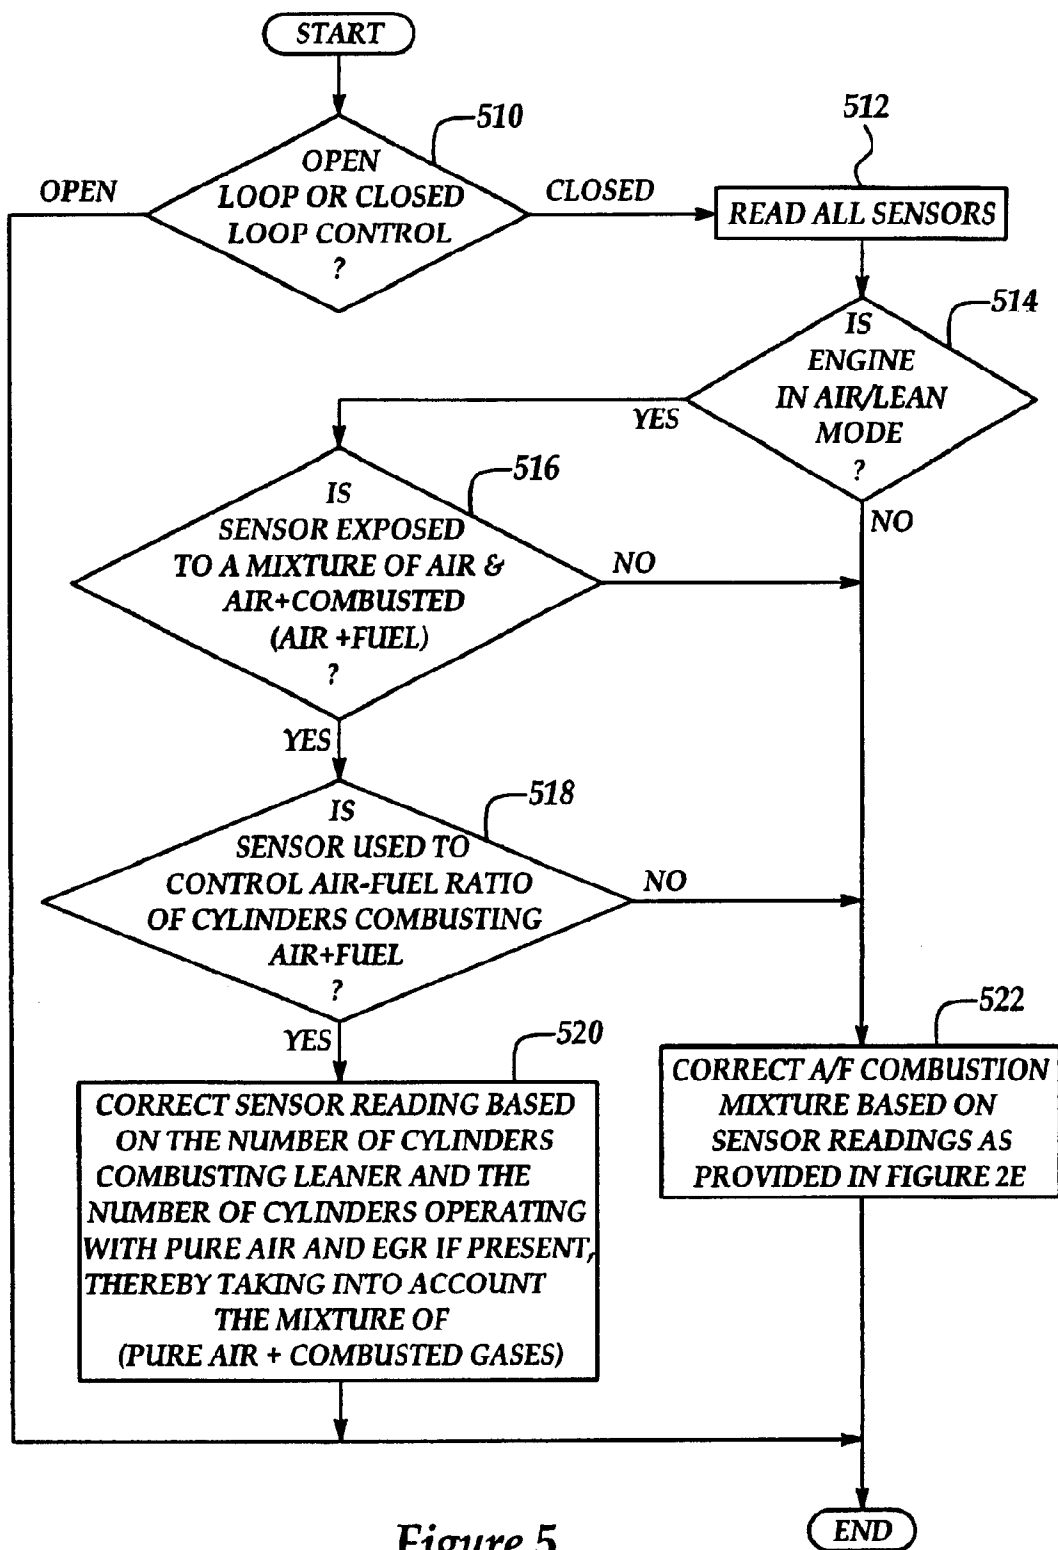 START
510
OPEN
LOOP OR CLOSED
LOOP CONTROL
?
OPEN
CLOSED
512
READ ALL SENSORS
514
IS
ENGINE
IN AIR/LEAN
MODE
?
YES
NO
516
IS
SENSOR EXPOSED
TO A MIXTURE OF AIR &
AIR+COMBUSTED
(AIR +FUEL)
?
NO
YES
518
IS
SENSOR USED TO
CONTROL AIR-FUEL RATIO
OF CYLINDERS COMBUSTING
AIR+FUEL
?
NO
YES
520
CORRECT SENSOR READING BASED
ON THE NUMBER OF CYLINDERS
COMBUSTING LEANER AND THE
NUMBER OF CYLINDERS OPERATING
WITH PURE AIR AND EGR IF PRESENT,
THEREBY TAKING INTO ACCOUNT
THE MIXTURE OF
(PURE AIR + COMBUSTED GASES)
522
CORRECT A/F COMBUSTION
MIXTURE BASED ON
SENSOR READINGS AS
PROVIDED IN FIGURE 2E
END
Figure 5